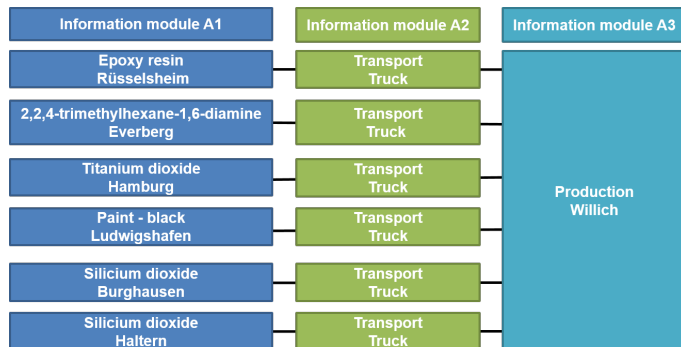 Information module A1
Information module A2
Information module A3
Epoxy resin
Rüsselsheim
Transport
Truck
2,2,4-trimethylhexane-1,6-diamine
Everberg
Transport
Truck
Titanium dioxide
Hamburg
Transport
Truck
Production
Willich
Paint - black
Ludwigshafen
Transport
Truck
Silicium dioxide
Burghausen
Transport
Truck
Silicium dioxide
Haltern
Transport
Truck